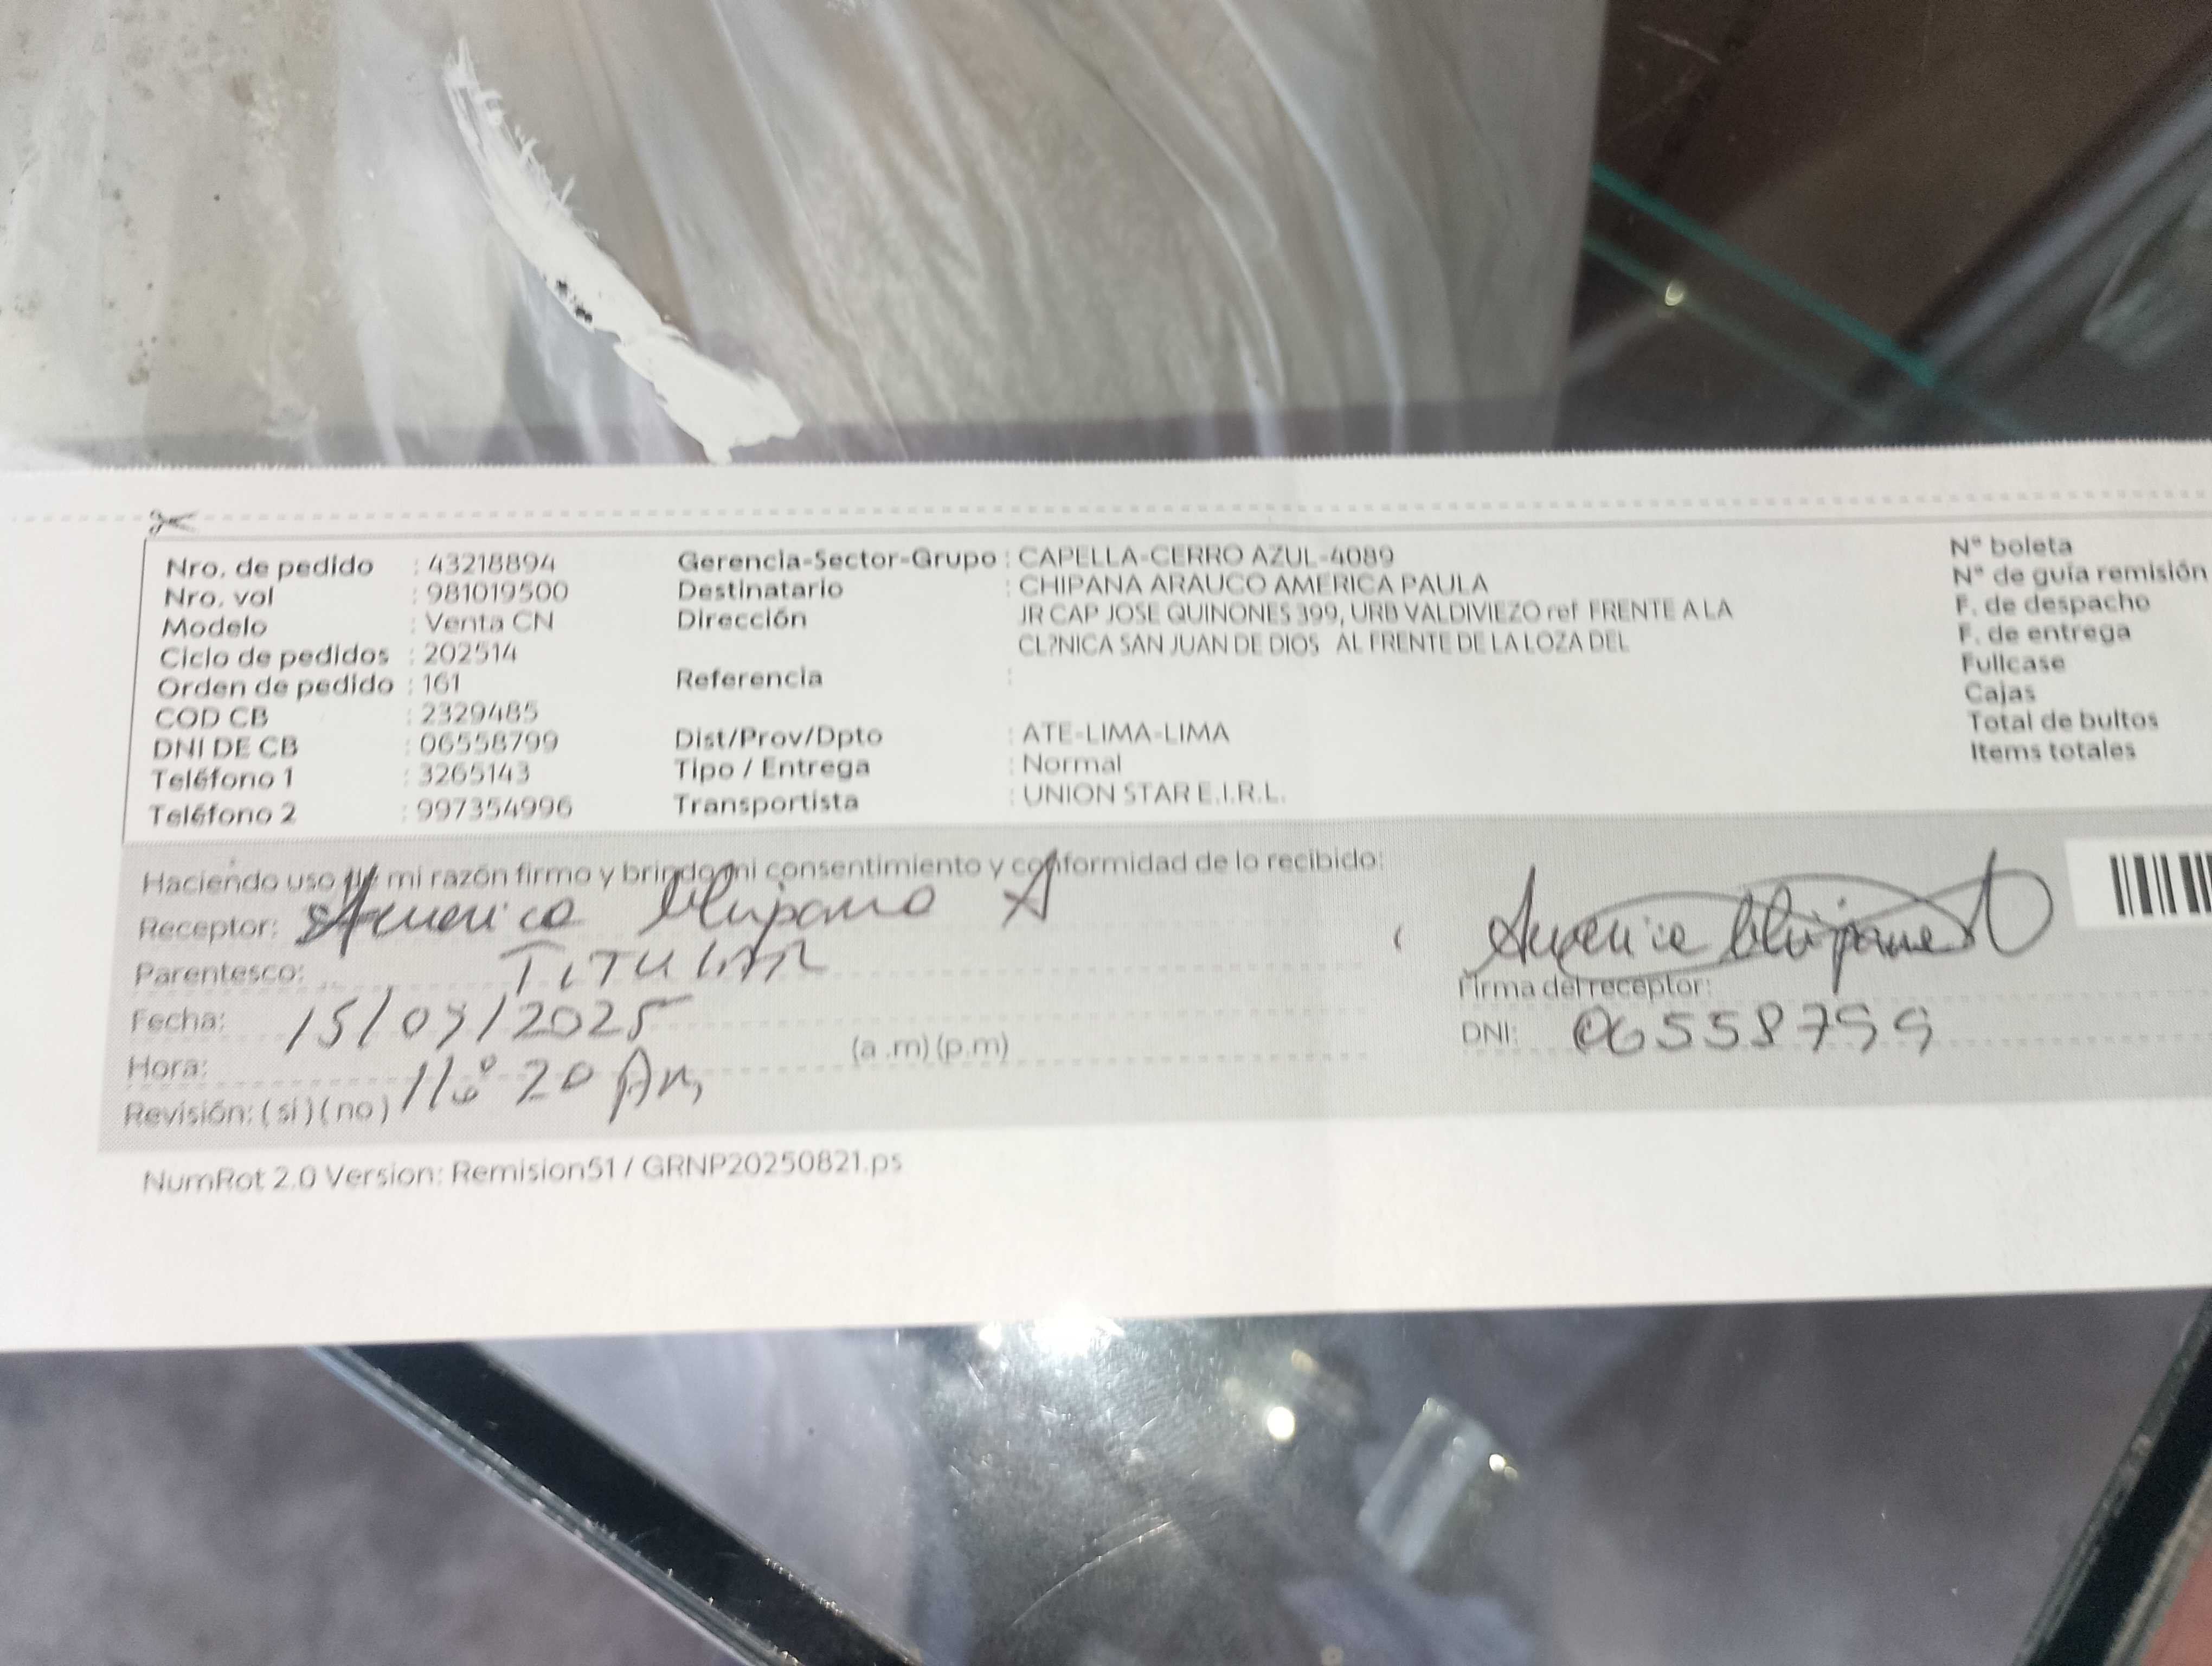 Nro. de pedido : 43218894
Nro. vol : 981019500
Modelo : Venta CN
Ciclo de pedidos : 202514
Orden de pedido : 161
COD CB : 2329485
DNI DE CB : 06558799
Teléfono 1 : 3265143
Teléfono 2 : 997354996
Gerencia-Sector-Grupo : CAPELLA-CERRO AZUL-4089
Destinatario : CHIPANA ARAUCO AMERICA PAULA
Dirección JR CAP JOSE QUINONES 399, URB VALDIVIEZO ref FRENTE A LA
CL?NICA SAN JUAN DE DIOS AL FRENTE DE LA LOZA DEL
Referencia :
Dist/Prov/Dpto : ATE-LIMA-LIMA
Tipo / Entrega : Normal
Transportista : UNION STAR E.I.R.L.
N° boleta
N° de guía remisión
F. de despacho
F. de entrega
Fullcase
Cajas
Total de bultos
Items totales
Haciendo uso de mi razón firmo y brindo mi consentimiento y conformidad de lo recibido:
Receptor: America Chipana A
Parentesco: TITULAR
Fecha: 15/09/2025
Hora: 11:20 Am (a .m) (p.m)
Revisión: ( si ) ( no )
America Chipana A
Firma del receptor:
DNI: 06558799
NumRot 2.0 Version: Remision51 / GRNP20250821.ps